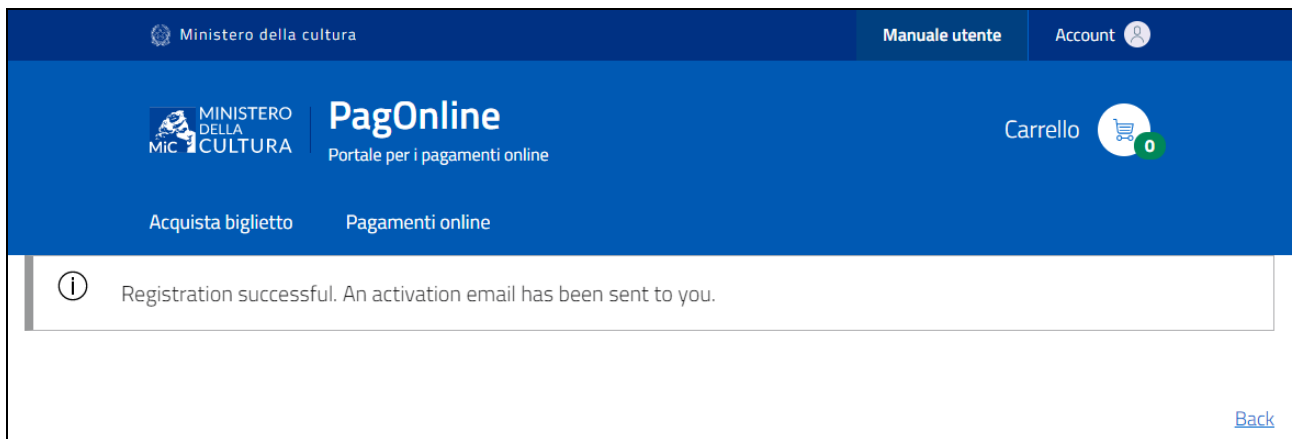 Ministero della cultura
Manuale utente
Account
MiC
MINISTERO
DELLA
CULTURA
PagOnline
Portale per i pagamenti online
Carrello
0
Acquista biglietto
Pagamenti online
Registration successful. An activation email has been sent to you.
Back